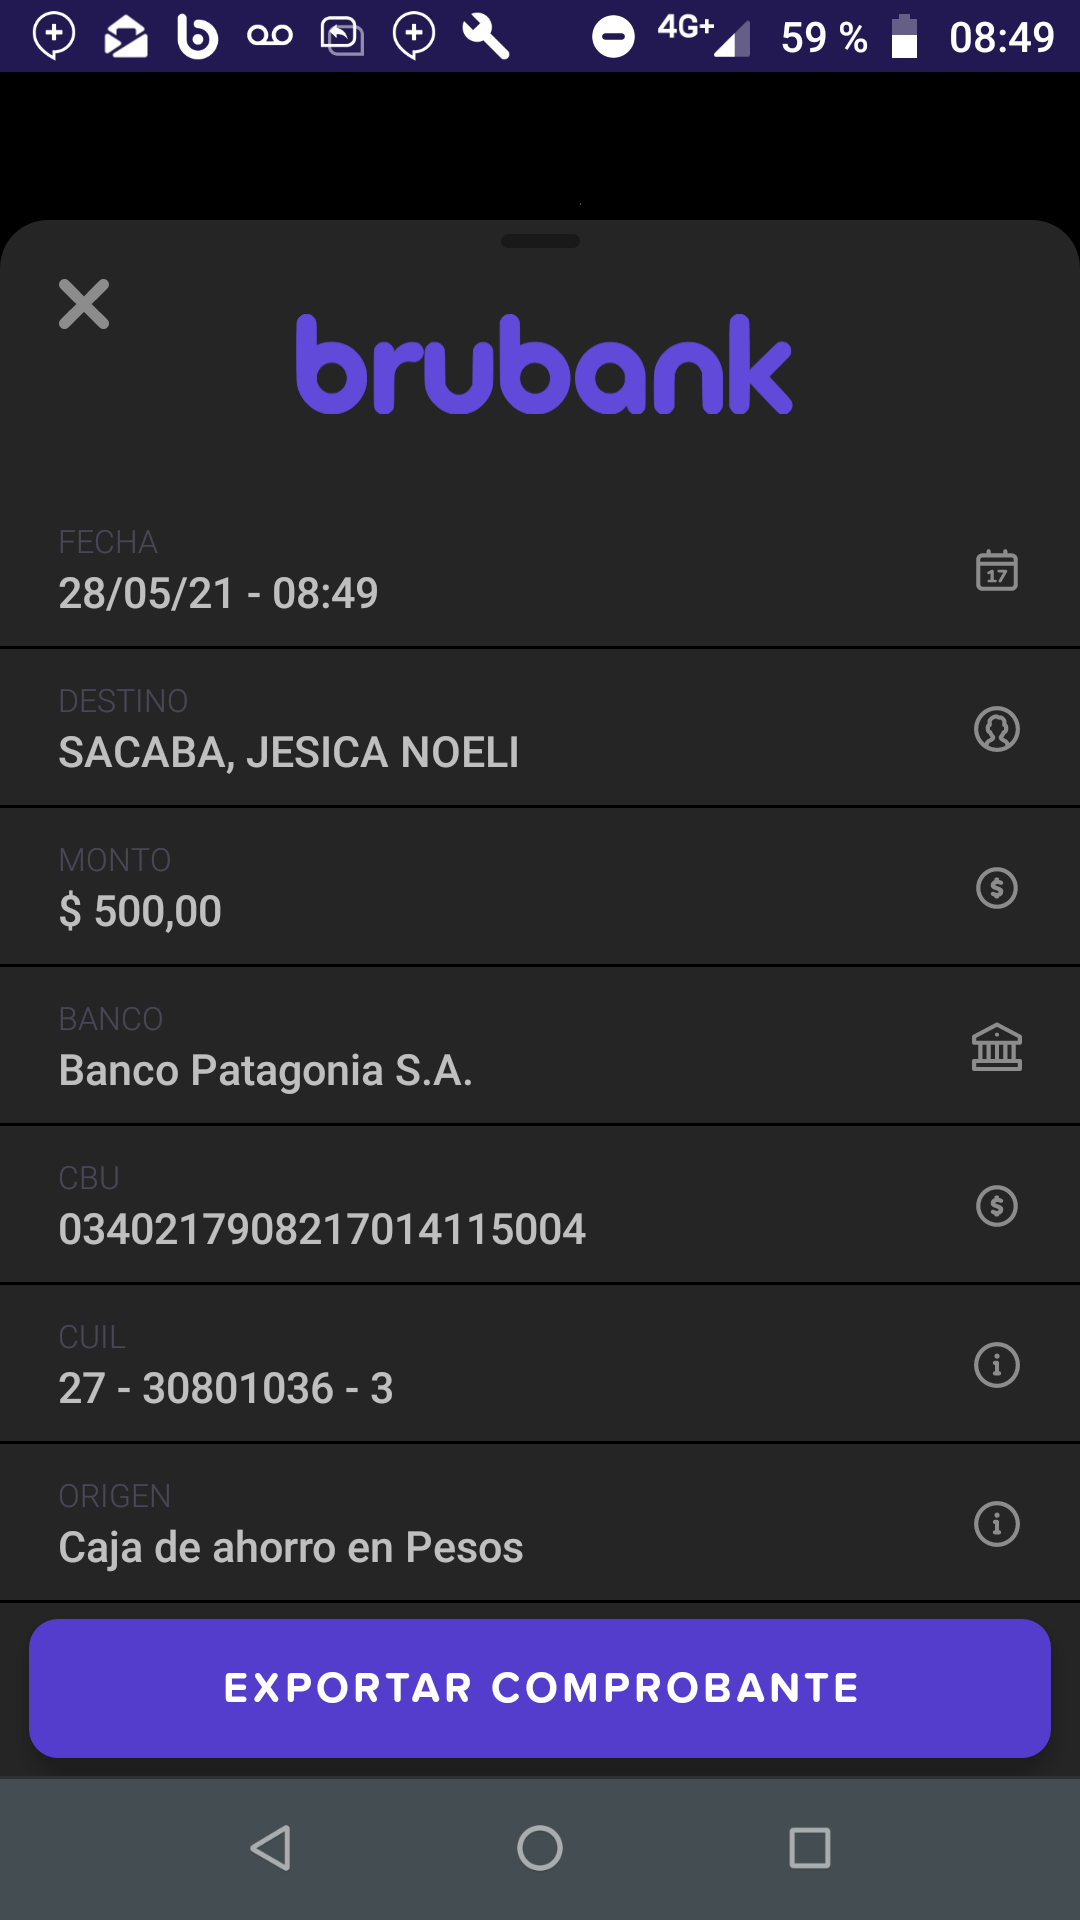 4G+ 59 % 08:49
brubank
FECHA
28/05/21 - 08:49
17
DESTINO
SACABA, JESICA NOELI
MONTO
$ 500,00
BANCO
Banco Patagonia S.A.
CBU
0340217908217014115004
CUIL
27 - 30801036 - 3
ORIGEN
Caja de ahorro en Pesos
EXPORTAR COMPROBANTE